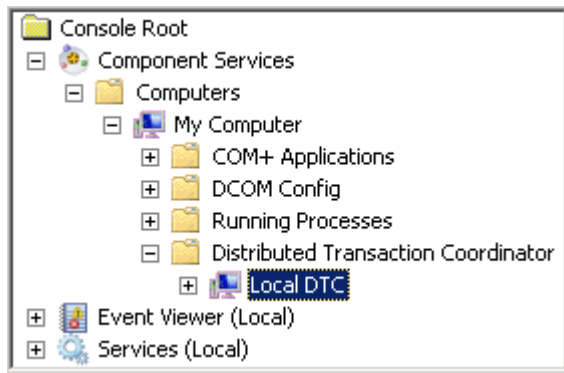 Console Root
Component Services
Computers
My Computer
COM+ Applications
DCOM Config
Running Processes
Distributed Transaction Coordinator
Local DTC
Event Viewer (Local)
Services (Local)